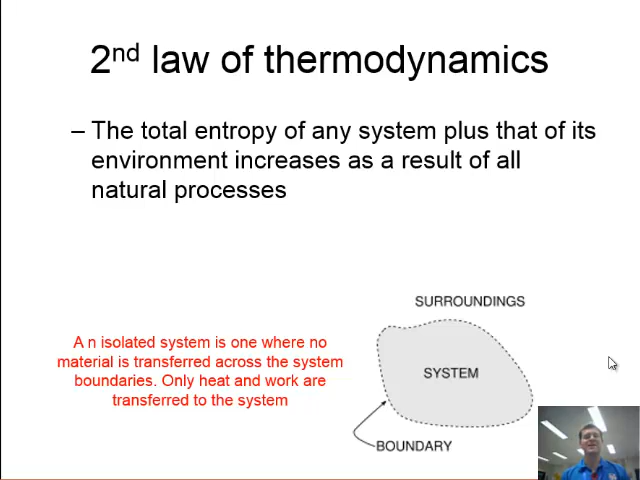 2nd law of thermodynamics
– The total entropy of any system plus that of its
environment increases as a result of all
natural processes
A n isolated system is one where no
material is transferred across the system
boundaries. Only heat and work are
transferred to the system
SURROUNDINGS
SYSTEM
BOUNDARY